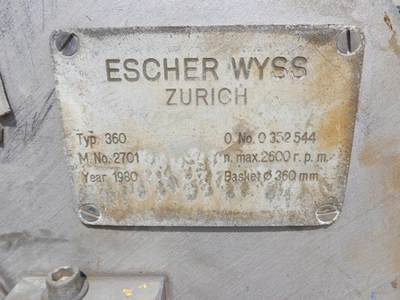 ESCHER WYSS
ZURICH
Typ. 360 O No. 0 352 544
M.No. 2701 n. max. 2600 r. p. m.
Year 1980 Basket Ø 360 mm